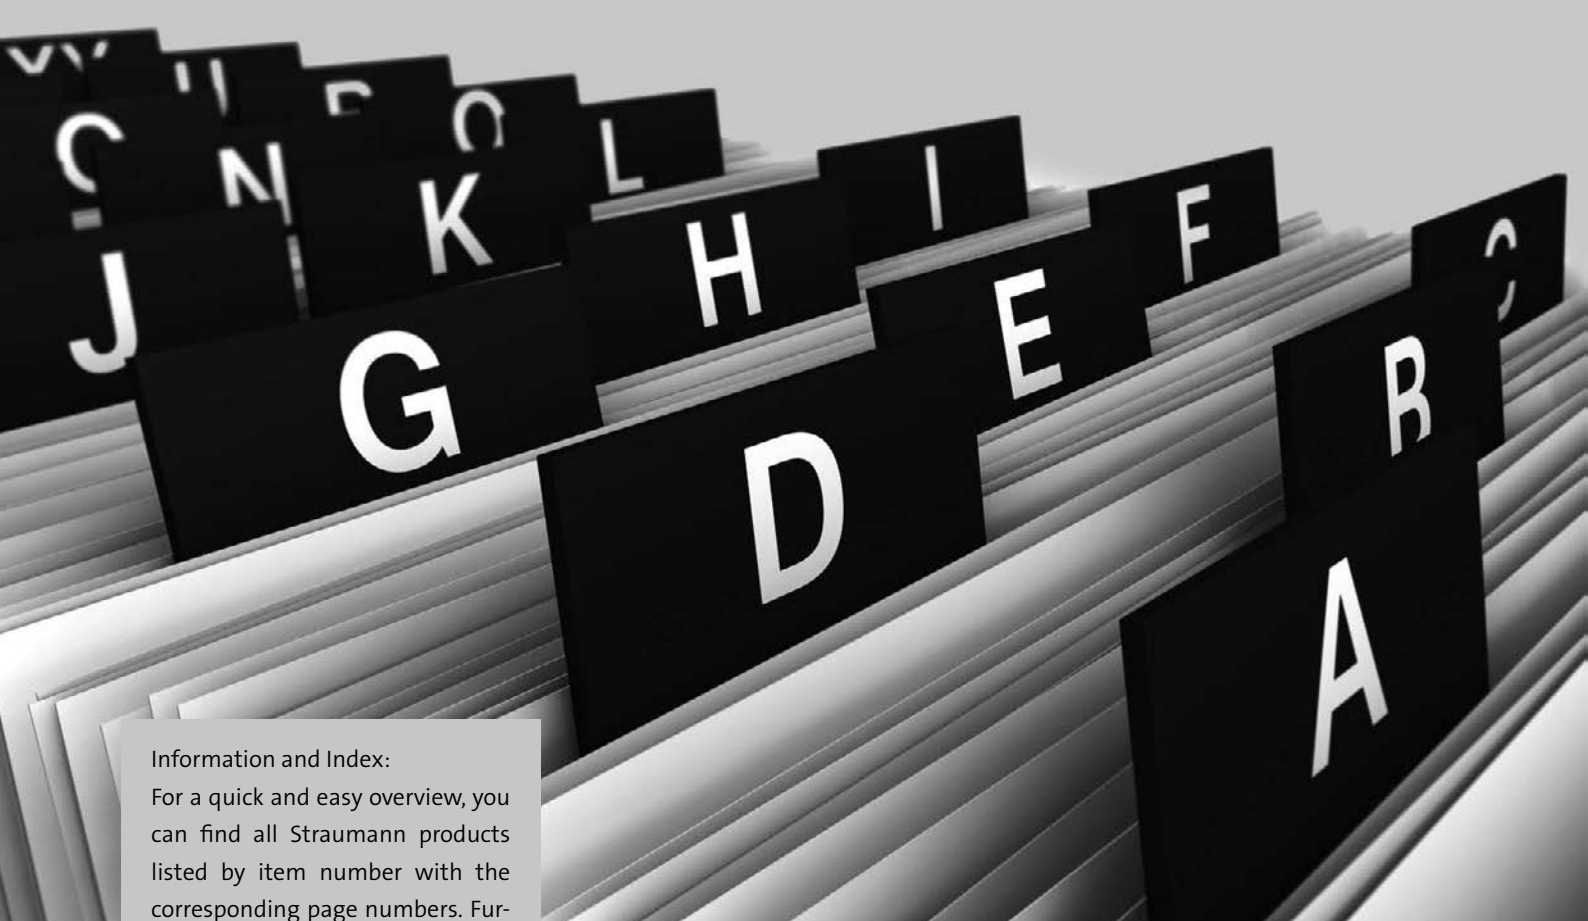 L
I
K
F
N
H
J
E
G
B
D
A
Information and Index:
For a quick and easy overview, you
can find all Straumann products
listed by item number with the
corresponding page numbers. Fur-